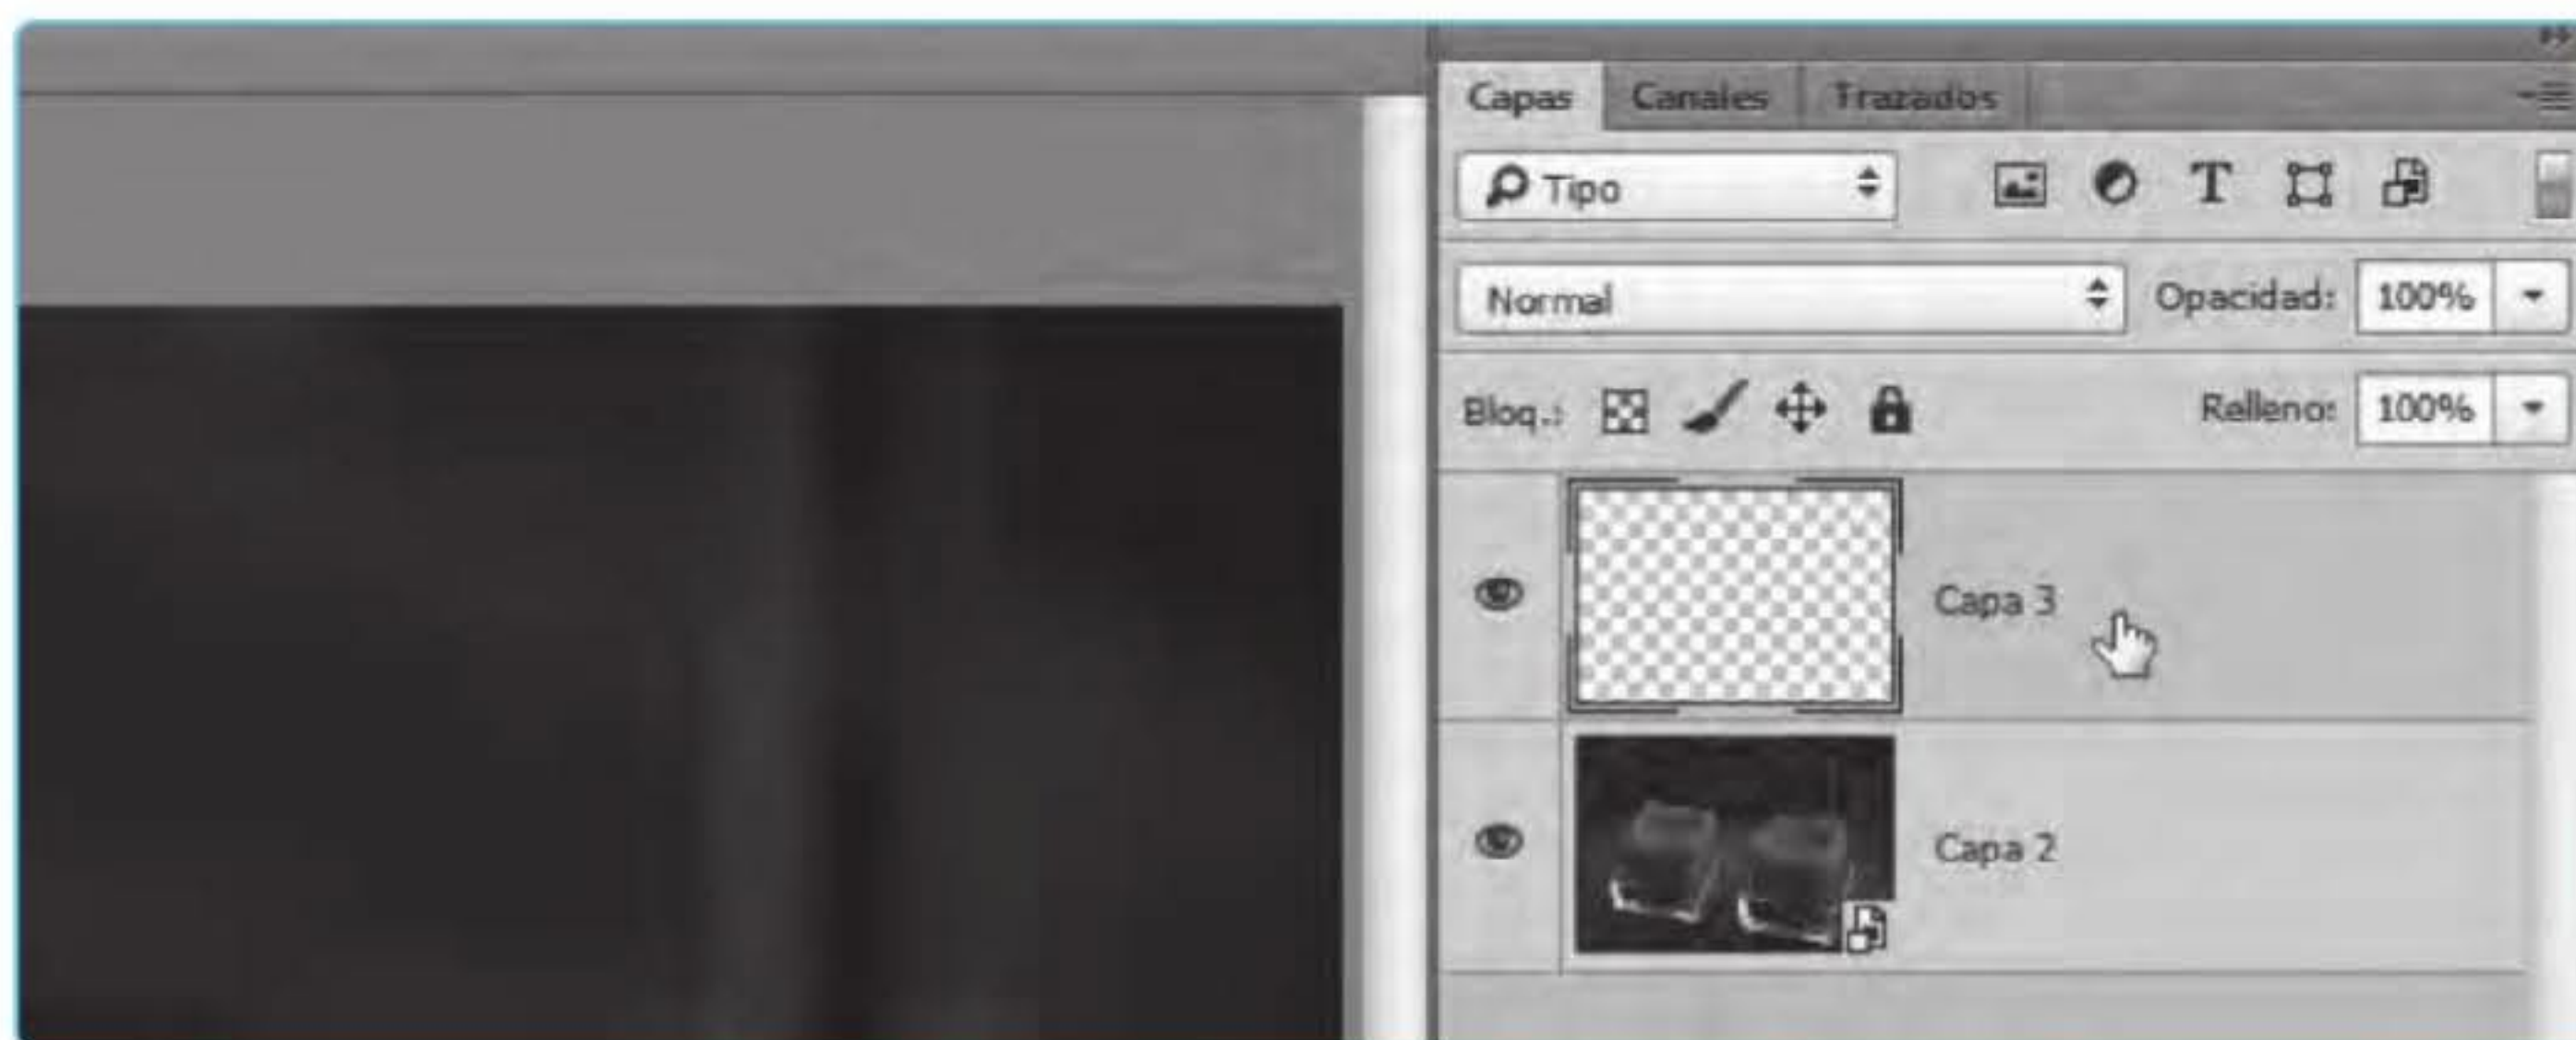 Capas Canales Trazados
Tipo T
Normal Opacidad: 100%
Bloq.: Relleno: 100%
Capa 3
Capa 2